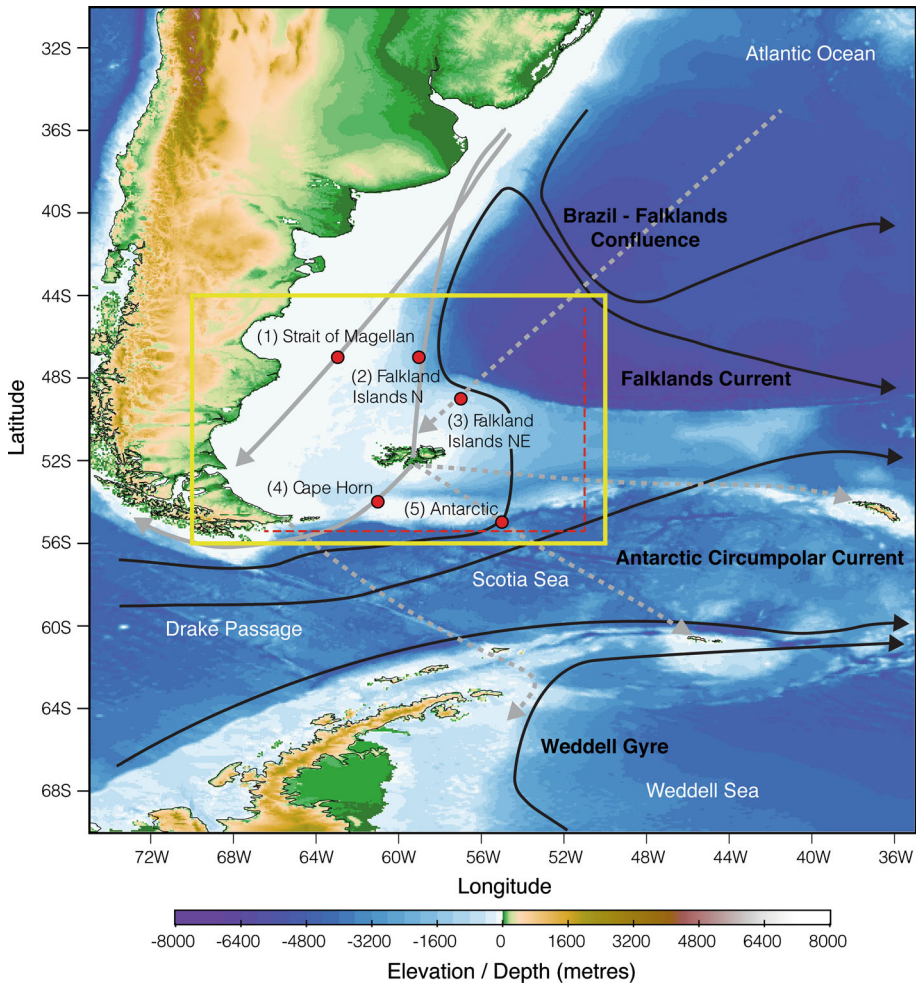 32S
36S
40S
44S
48S
52S
56S
60S
64S
68S
Latitude
Atlantic Ocean
Brazil - Falklands
Confluence
(1) Strait of Magellan
(2) Falkland
Islands N
Falklands Current
(3) Falkland
Islands NE
(4) Cape Horn
(5) Antarctic
Antarctic Circumpolar Current
Scotia Sea
Drake Passage
Weddell Gyre
Weddell Sea
72W 68W 64W 60W 56W 52W 48W 44W 40W 36W
Longitude
-8000 -6400 -4800 -3200 -1600 0 1600 3200 4800 6400 8000
Elevation / Depth (metres)